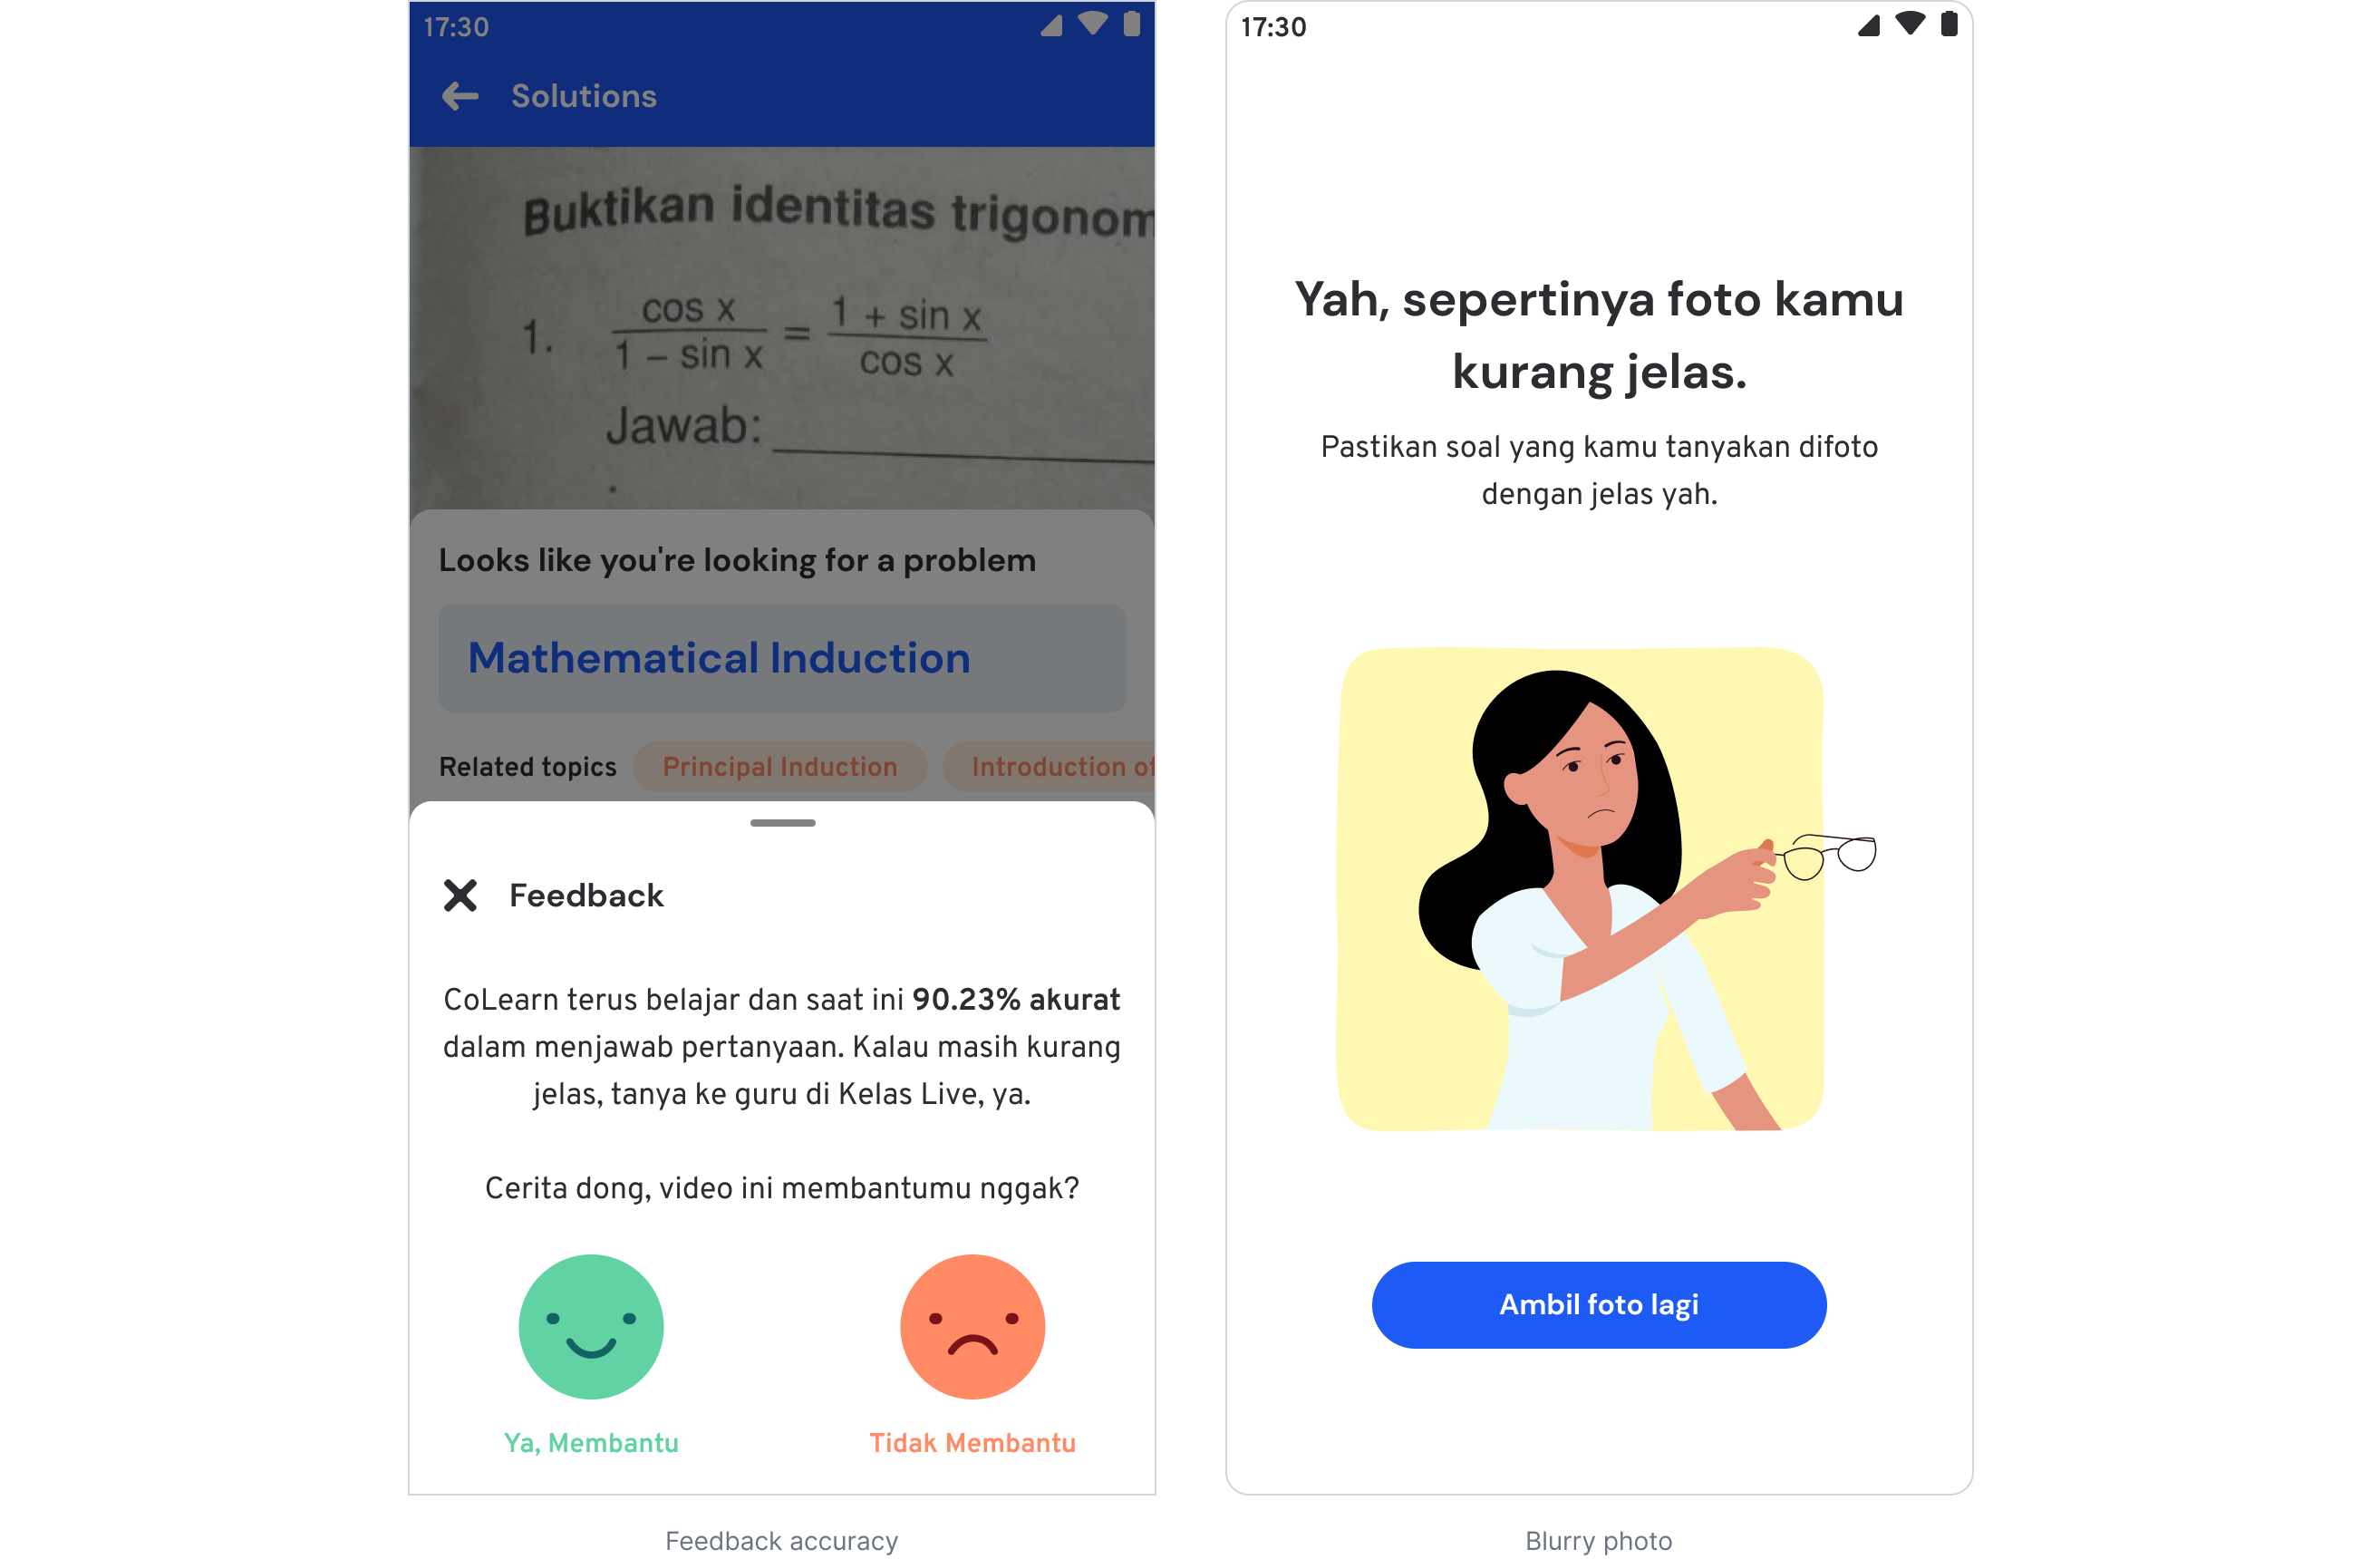 17:30
Solutions
Buktikan identitas trigonom
1. cos x / 1 – sin x = 1 + sin x / cos x
Jawab:
Looks like you're looking for a problem
Mathematical Induction
Related topics Principal Induction Introduction of
Feedback
CoLearn terus belajar dan saat ini 90.23% akurat
dalam menjawab pertanyaan. Kalau masih kurang
jelas, tanya ke guru di Kelas Live, ya.
Cerita dong, video ini membantumu nggak?
Ya, Membantu Tidak Membantu
Feedback accuracy
17:30
Yah, sepertinya foto kamu
kurang jelas.
Pastikan soal yang kamu tanyakan difoto
dengan jelas yah.
Ambil foto lagi
Blurry photo